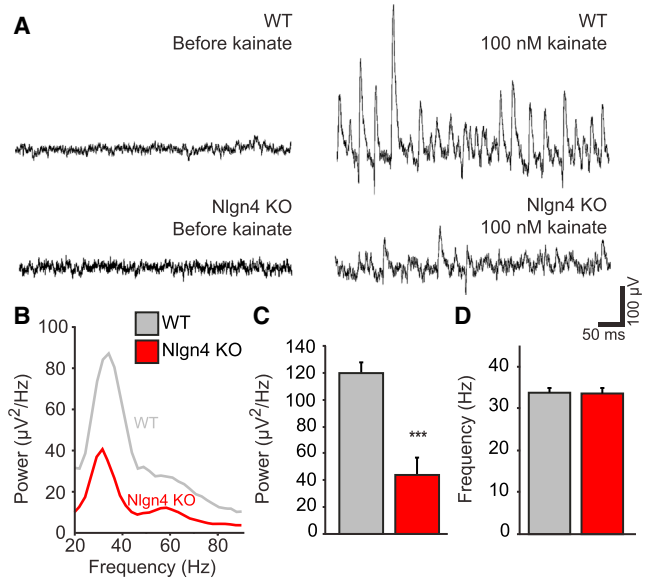 A
WT
Before kainate
WT
100 nM kainate
Nlgn4 KO
Before kainate
Nlgn4 KO
100 nM kainate
100 µV
50 ms
B
WT
Nlgn4 KO
100
80
60
40
20
0
Power (µV²/Hz)
WT
Nlgn4 KO
20
40
60
80
Frequency (Hz)
C
140
120
100
80
60
40
20
0
Power (µV²/Hz)
***
D
40
30
20
10
0
Frequency (Hz)